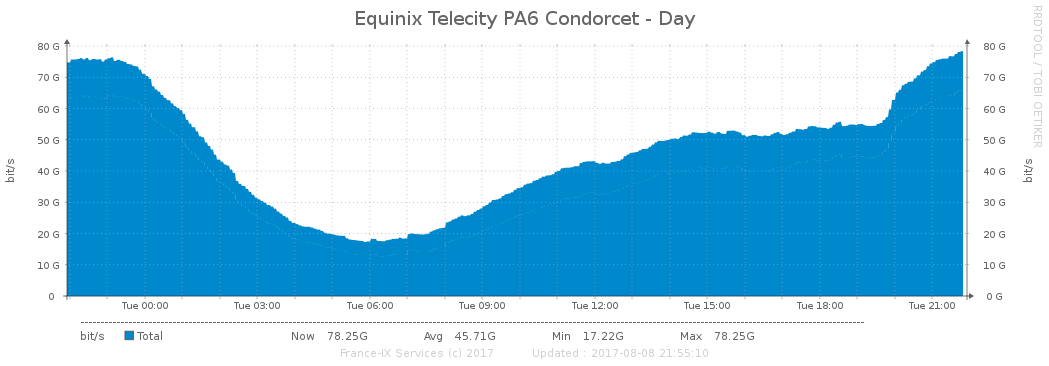 Equinix Telecity PA6 Condorcet - Day
RRDTOOL / TOBI OETIKER
bit/s
80 G 80 G
70 G 70 G
60 G 60 G
50 G 50 G
40 G 40 G
30 G 30 G
20 G 20 G
10 G 10 G
0 0 G
bit/s
Tue 00:00 Tue 03:00 Tue 06:00 Tue 09:00 Tue 12:00 Tue 15:00 Tue 18:00 Tue 21:00
bit/s Total Now 78.25G Avg 45.71G Min 17.22G Max 78.25G
France-IX Services (c) 2017 Updated : 2017-08-08 21:55:10